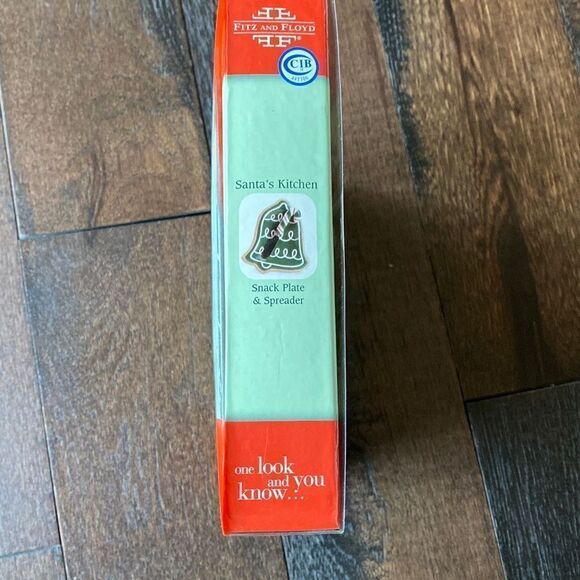 FITZ AND FLOYD
®
CIB
Santa's Kitchen
Snack Plate
& Spreader
one look
and you
know...